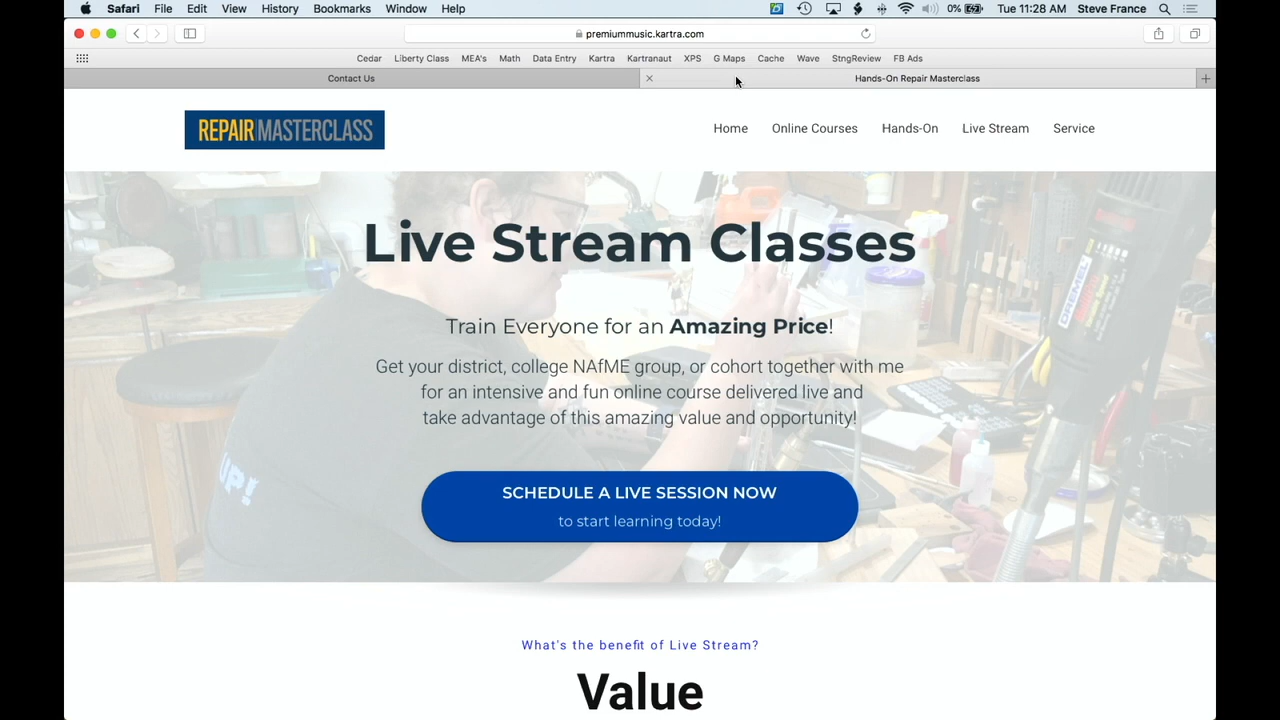 Safari File Edit View History Bookmarks Window Help 0% Tue 11:28 AM Steve France
premiummusic.kartra.com
Cedar Liberty Class MEA's Math Data Entry Kartra Kartranaut XPS G Maps Cache Wave StngReview FB Ads
Contact Us Hands-On Repair Masterclass
REPAIR MASTERCLASS
Home Online Courses Hands-On Live Stream Service
Live Stream Classes
Train Everyone for an Amazing Price!
Get your district, college NAfME group, or cohort together with me
for an intensive and fun online course delivered live and
take advantage of this amazing value and opportunity!
DREMEL
UP!
SCHEDULE A LIVE SESSION NOW
to start learning today!
What's the benefit of Live Stream?
Value